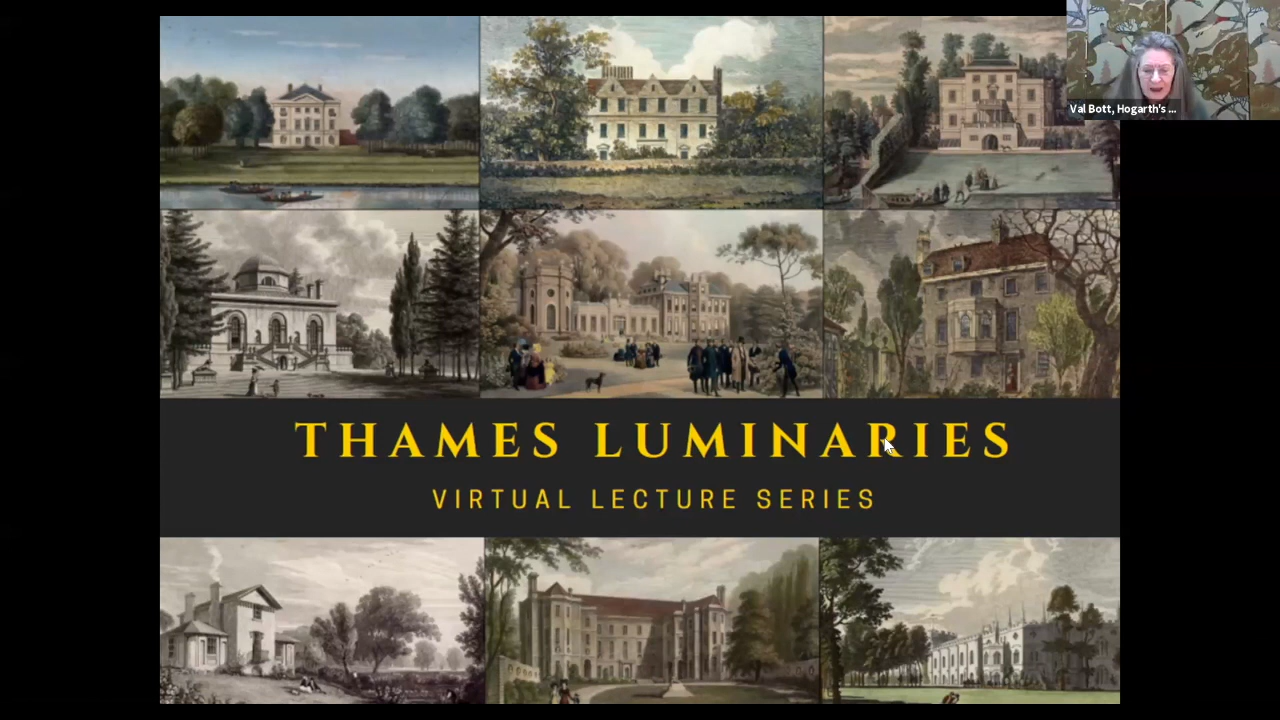 Val Bott, Hogarth's ...
THAMES LUMINARIES
VIRTUAL LECTURE SERIES